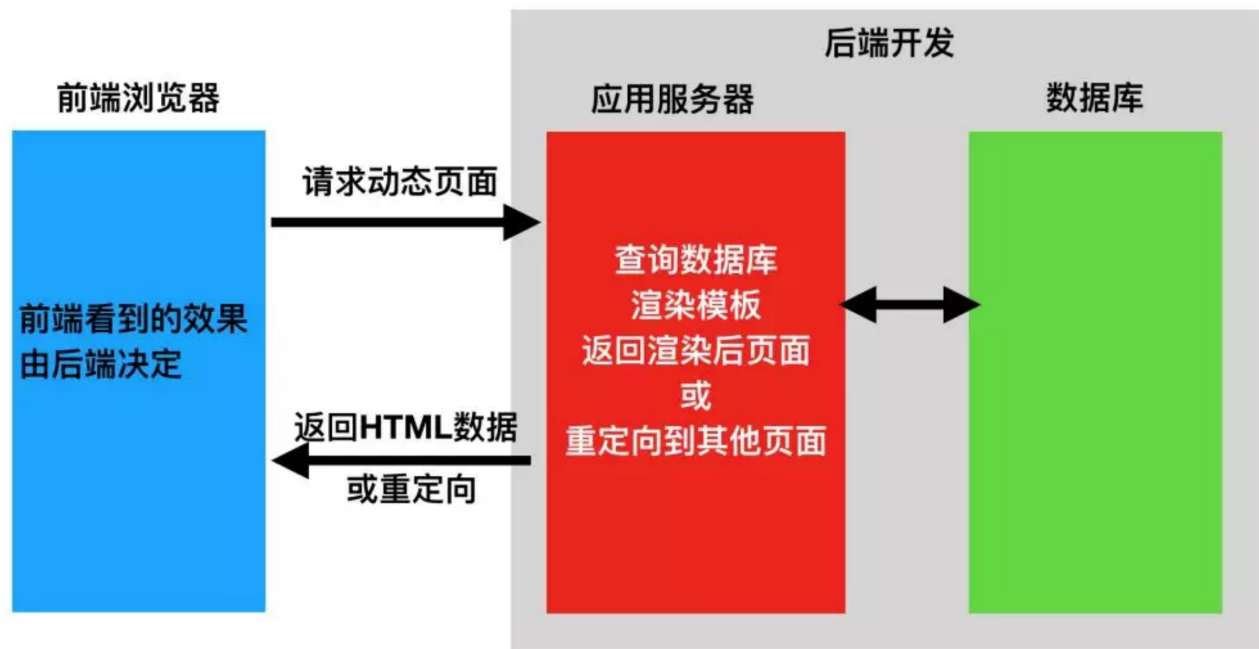 后端开发
前端浏览器
应用服务器
数据库
请求动态页面
前端看到的效果
由后端决定
返回HTML数据
或重定向
查询数据库
渲染模板
返回渲染后页面
或
重定向到其他页面